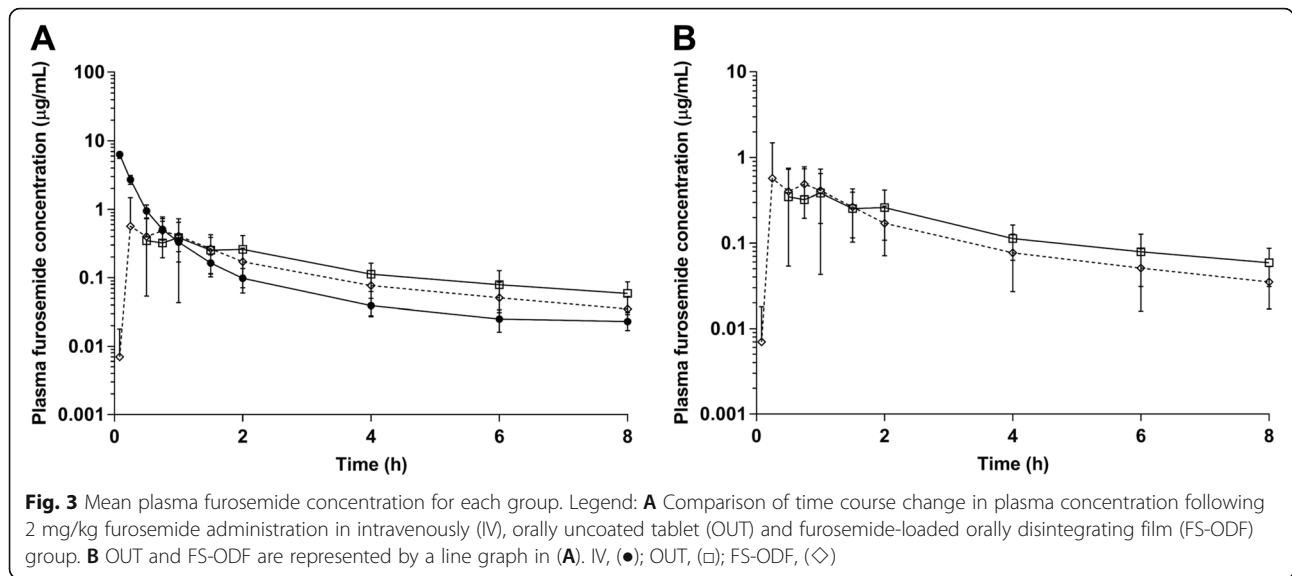 A
Plasma furosemide concentration (µg/mL)
100
10
1
0.1
0.01
0.001
0 2 4 6 8
Time (h)
B
Plasma furosemide concentration (µg/mL)
10
1
0.1
0.01
0.001
0 2 4 6 8
Time (h)
Fig. 3 Mean plasma furosemide concentration for each group. Legend: A Comparison of time course change in plasma concentration following
2 mg/kg furosemide administration in intravenously (IV), orally uncoated tablet (OUT) and furosemide-loaded orally disintegrating film (FS-ODF)
group. B OUT and FS-ODF are represented by a line graph in (A). IV, (●); OUT, (□); FS-ODF, (◇)